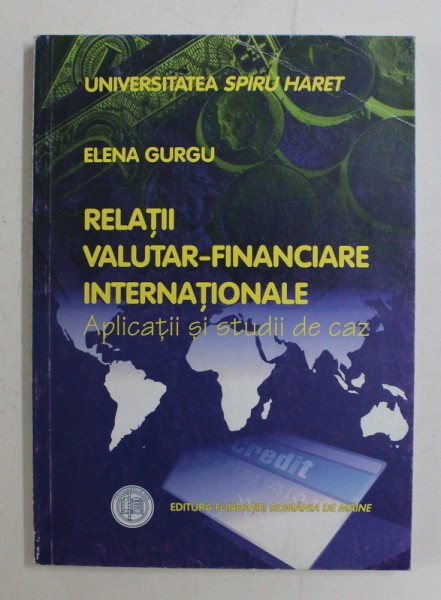 UNIVERSITATEA SPIRU HARET
ELENA GURGU
RELAȚII
VALUTAR-FINANCIARE
INTERNAȚIONALE
Aplicații și studii de caz
credit
EDITURA FUNDAȚIEI ROMÂNIA DE MÂINE